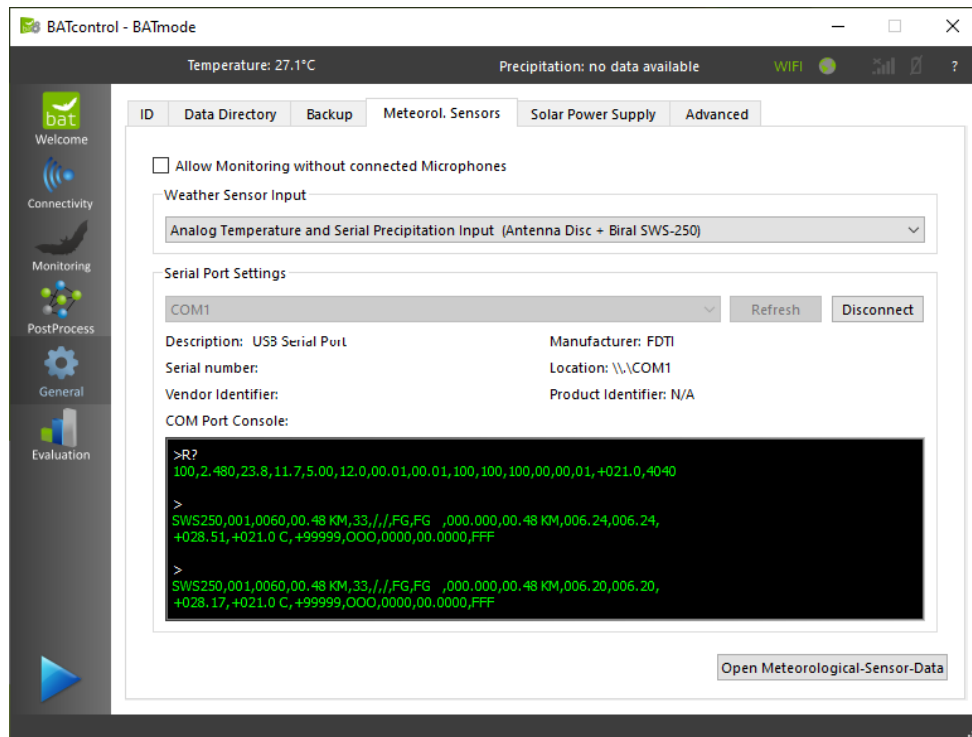 BATcontrol - BATmode
Temperature: 27.1°C Precipitation: no data available WIFI ?
bat
Welcome
Connectivity
Monitoring
PostProcess
General
Evaluation
ID Data Directory Backup Meteorol. Sensors Solar Power Supply Advanced
Allow Monitoring without connected Microphones
Weather Sensor Input
Analog Temperature and Serial Precipitation Input (Antenna Disc + Biral SWS-250)
Serial Port Settings
COM1 Refresh Disconnect
Description: USB Serial Port Manufacturer: FDTI
Serial number: Location: \\.\COM1
Vendor Identifier: Product Identifier: N/A
COM Port Console:
>R?
100,2.480,23.8,11.7,5.00,12.0,00.01,00.01,100,100,100,00,00,01,+021.0,4040
>
SWS250,001,0060,00.48 KM,33,/,/,FG,FG ,000.000,00.48 KM,006.24,006.24,
+028.51,+021.0 C,+99999,OOO,0000,00.0000,FFF
>
SWS250,001,0060,00.48 KM,33,/,/,FG,FG ,000.000,00.48 KM,006.20,006.20,
+028.17,+021.0 C,+99999,OOO,0000,00.0000,FFF
Open Meteorological-Sensor-Data